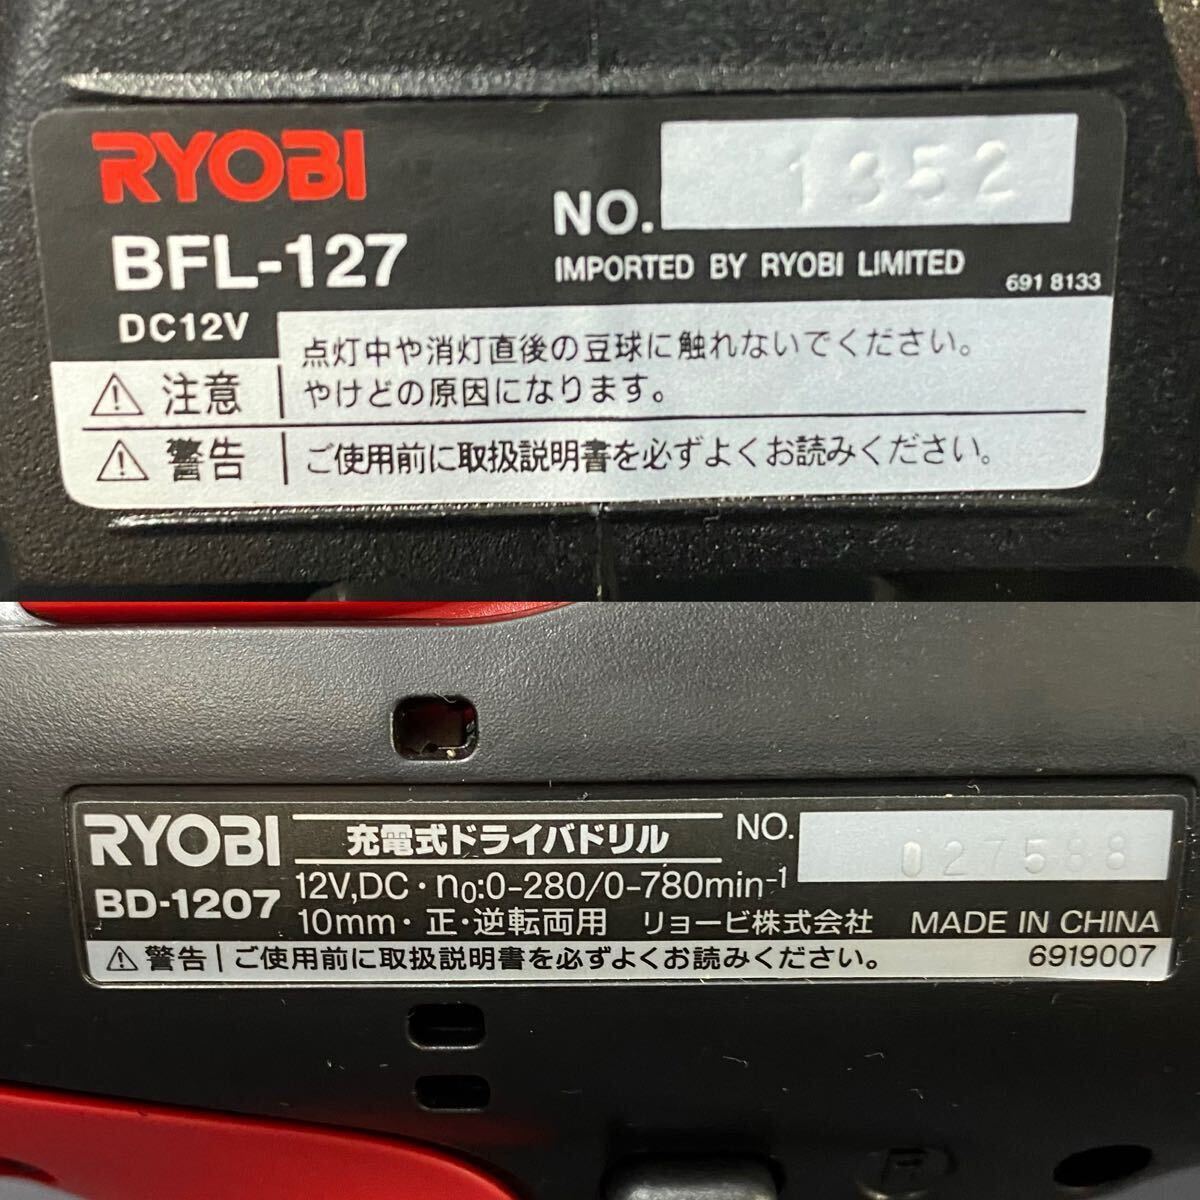 RYOBI
BFL-127
DC12V
NO. 1352
IMPORTED BY RYOBI LIMITED
691 8133
⚠ 注意
点灯中や消灯直後の豆球に触れないでください。
やけどの原因になります。
⚠ 警告
ご使用前に取扱説明書を必ずよくお読みください。
RYOBI
BD-1207
充電式ドライバドリル
NO. 027588
12V,DC・n₀:0-280/0-780min⁻¹
10mm・正・逆転両用 リョービ株式会社 MADE IN CHINA
⚠ 警告 ご使用前に取扱説明書を必ずよくお読みください。 6919007
R